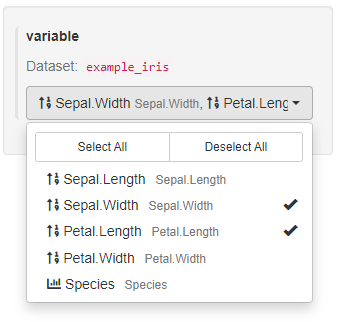 variable
Dataset: example_iris
Sepal.Width Sepal.Width, Petal.Leng
Select All Deselect All
Sepal.Length Sepal.Length
Sepal.Width Sepal.Width
Petal.Length Petal.Length
Petal.Width Petal.Width
Species Species